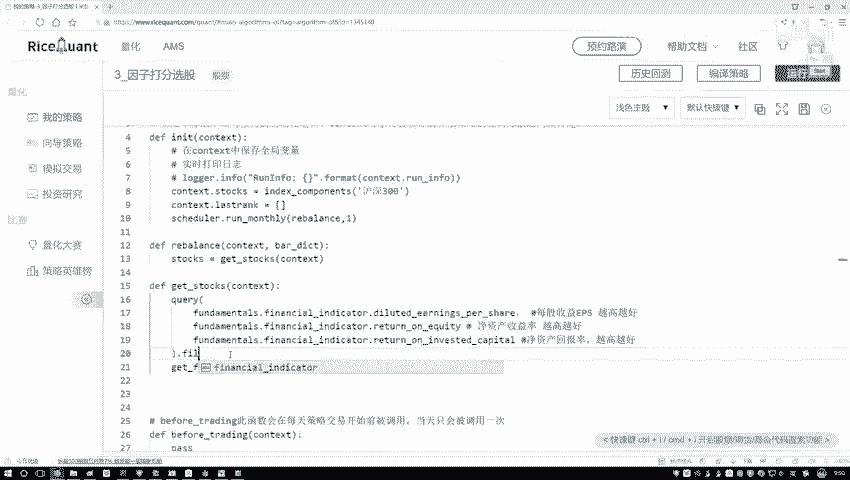 https://www.ricequant.com/quant
RiceQuant
量化
AMS
预约路演
帮助文档
社区
3_因子打分选股
股票
历史回测
编译策略
量化
我的策略
向导策略
模拟交易
投资研究
比赛
量化大赛
策略英雄榜
浅色主题
默认快捷键
4 def init(context):
5 # 在context中保存全局变量
6 # 实时打印日志
7 # logger.info("RunInfo: {}".format(context.run_info))
8 context.stocks = index_components('沪深300')
9 context.lastrank = []
10 scheduler.run_monthly(rebalance,1)
11
12 def rebalance(context, bar_dict):
13 stocks = get_stocks(context)
14
15 def get_stocks(context):
16 query(
17 fundamentals.financial_indicator.diluted_earnings_per_share, #每股收益EPS 越高越好
18 fundamentals.financial_indicator.return_on_equity # 净资产收益率 越高越好
19 fundamentals.financial_indicator.return_on_invested_capital #净资产回报率，越高越好
20 ).fil
21 get_f
financial_indicator
22
23
24
25 # before_trading此函数会在每天策略交易开始前被调用，当天只会被调用一次
26 def before_trading(context):
27 pass
9:50